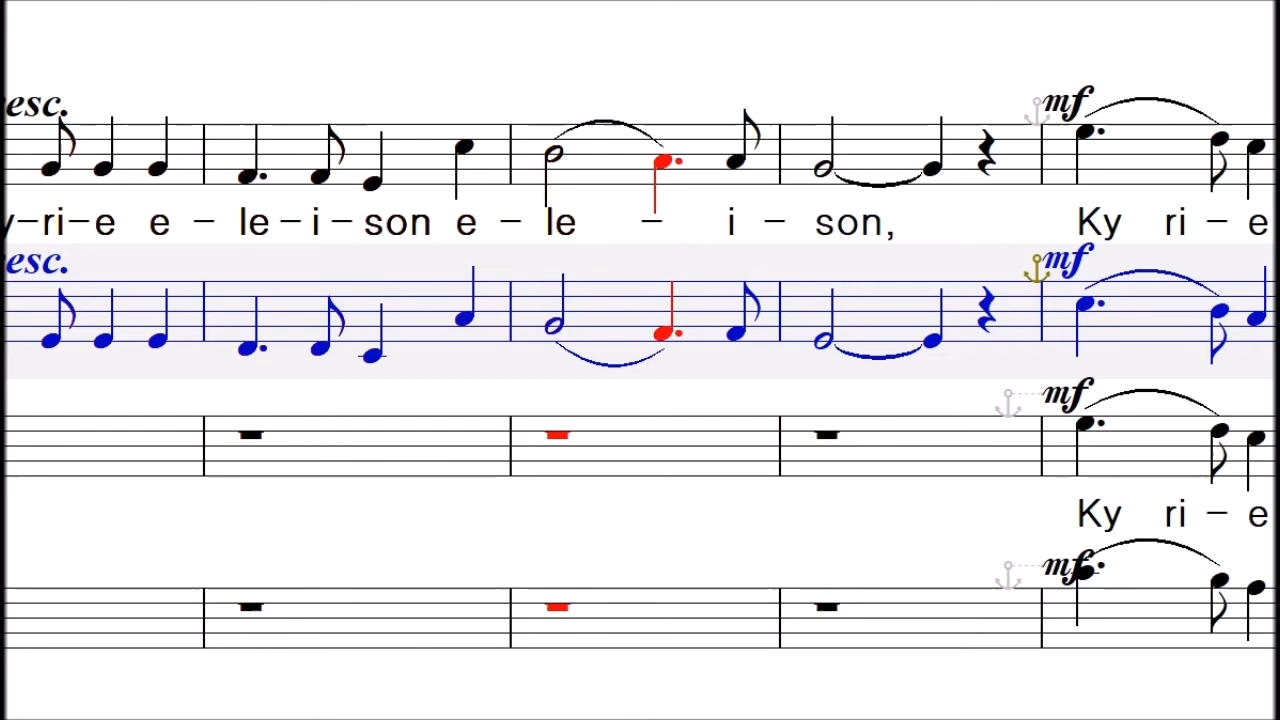 esc. mf
y–ri–e e – le–i–son e – le – i – son, Ky ri – e
esc. mf
mf
Ky ri – e
mf